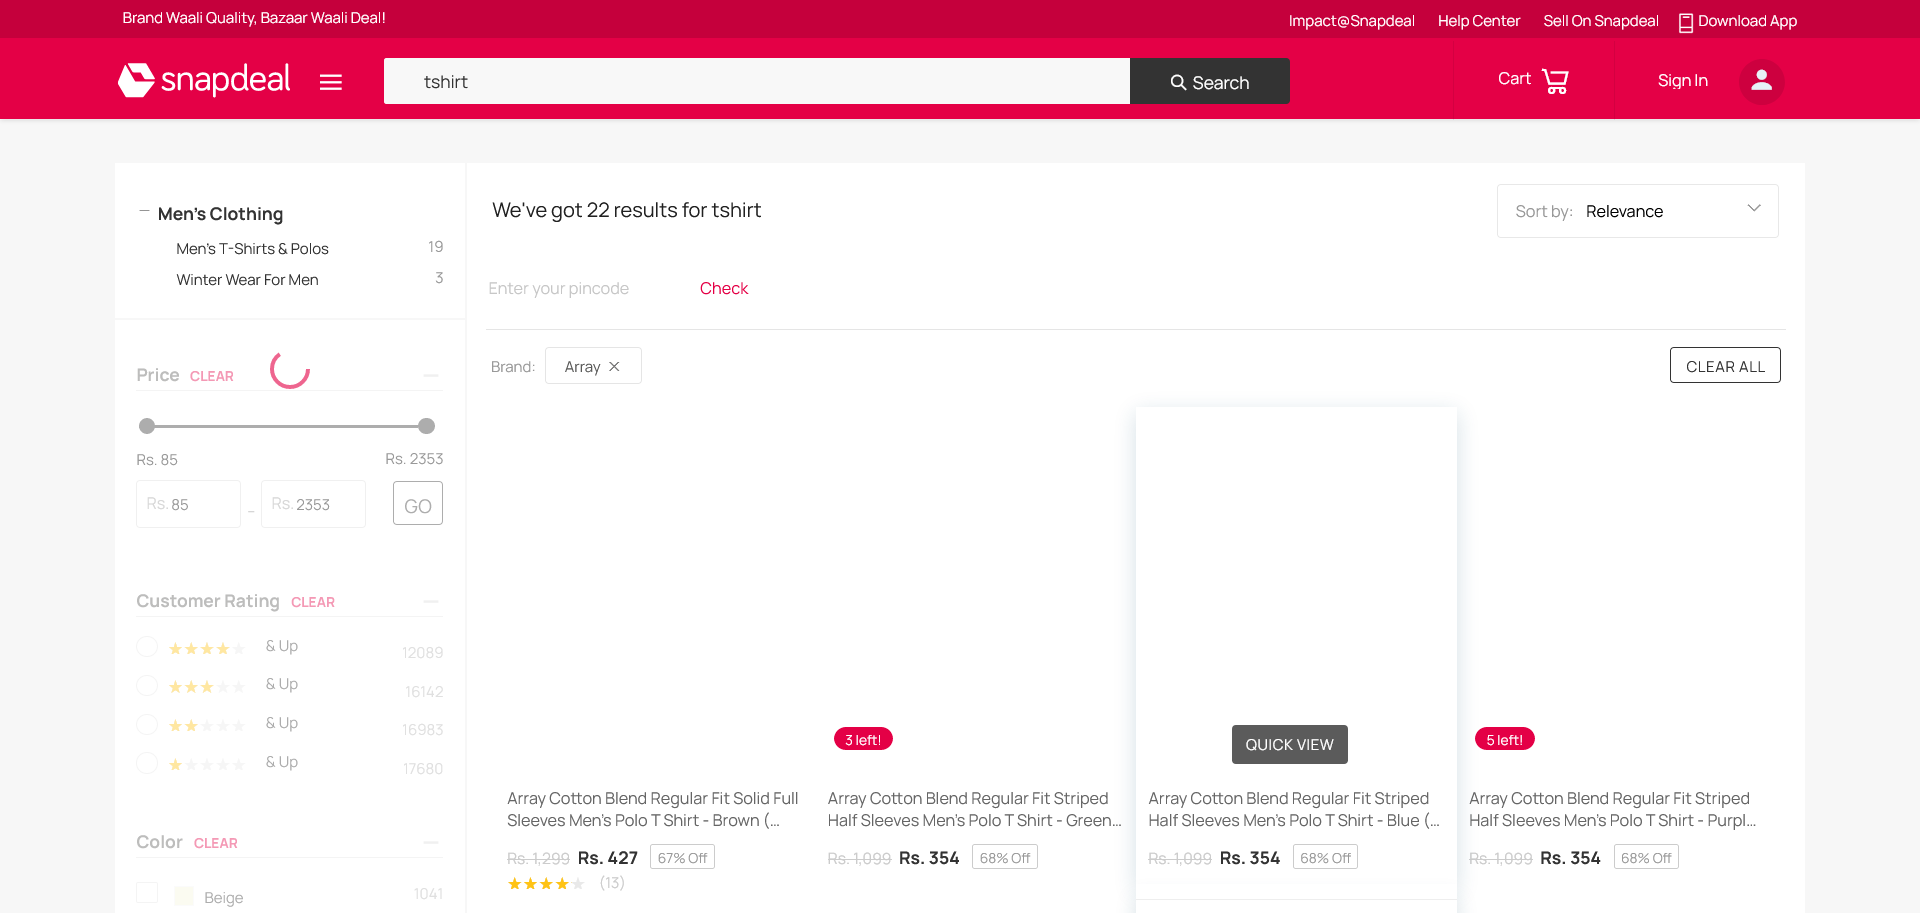 Brand Waali Quality, Bazaar Waali Deal!
Impact@Snapdeal Help Center Sell On Snapdeal Download App
snapdeal
tshirt
Search
Cart
Sign In
Men's Clothing
Men's T-Shirts & Polos 19
Winter Wear For Men 3
Price CLEAR
Rs. 85 Rs. 2353
Rs. 85 - Rs. 2353 GO
Customer Rating CLEAR
& Up 12089
& Up 16142
& Up 16983
& Up 17680
Color CLEAR
Beige 1041
We've got 22 results for tshirt
Sort by: Relevance
Enter your pincode Check
Brand: Array
CLEAR ALL
Array Cotton Blend Regular Fit Solid Full
Sleeves Men's Polo T Shirt - Brown (...
Rs. 1,299 Rs. 427 67% Off
(13)
3 left!
Array Cotton Blend Regular Fit Striped
Half Sleeves Men's Polo T Shirt - Green...
Rs. 1,099 Rs. 354 68% Off
QUICK VIEW
Array Cotton Blend Regular Fit Striped
Half Sleeves Men's Polo T Shirt - Blue (...
Rs. 1,099 Rs. 354 68% Off
5 left!
Array Cotton Blend Regular Fit Striped
Half Sleeves Men's Polo T Shirt - Purpl...
Rs. 1,099 Rs. 354 68% Off